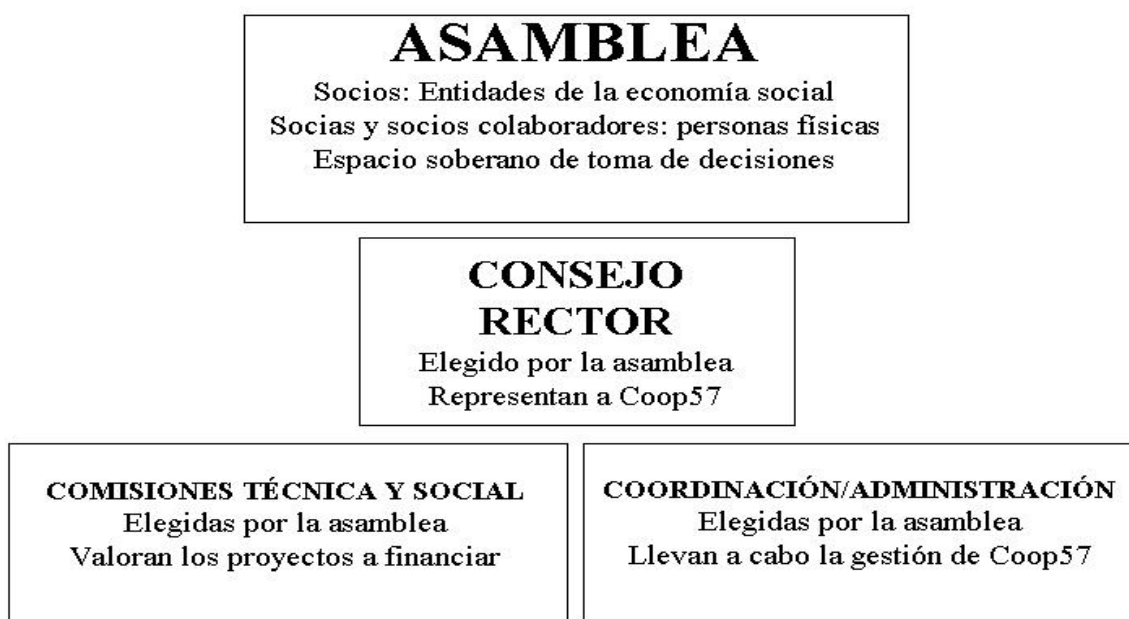 ASAMBLEA
Socios: Entidades de la economía social
Socias y socios colaboradores: personas físicas
Espacio soberano de toma de decisiones
CONSEJO
RECTOR
Elegido por la asamblea
Representan a Coop57
COMISIONES TÉCNICA Y SOCIAL
Elegidas por la asamblea
Valoran los proyectos a financiar
COORDINACIÓN/ADMINISTRACIÓN
Elegidas por la asamblea
Llevan a cabo la gestión de Coop57